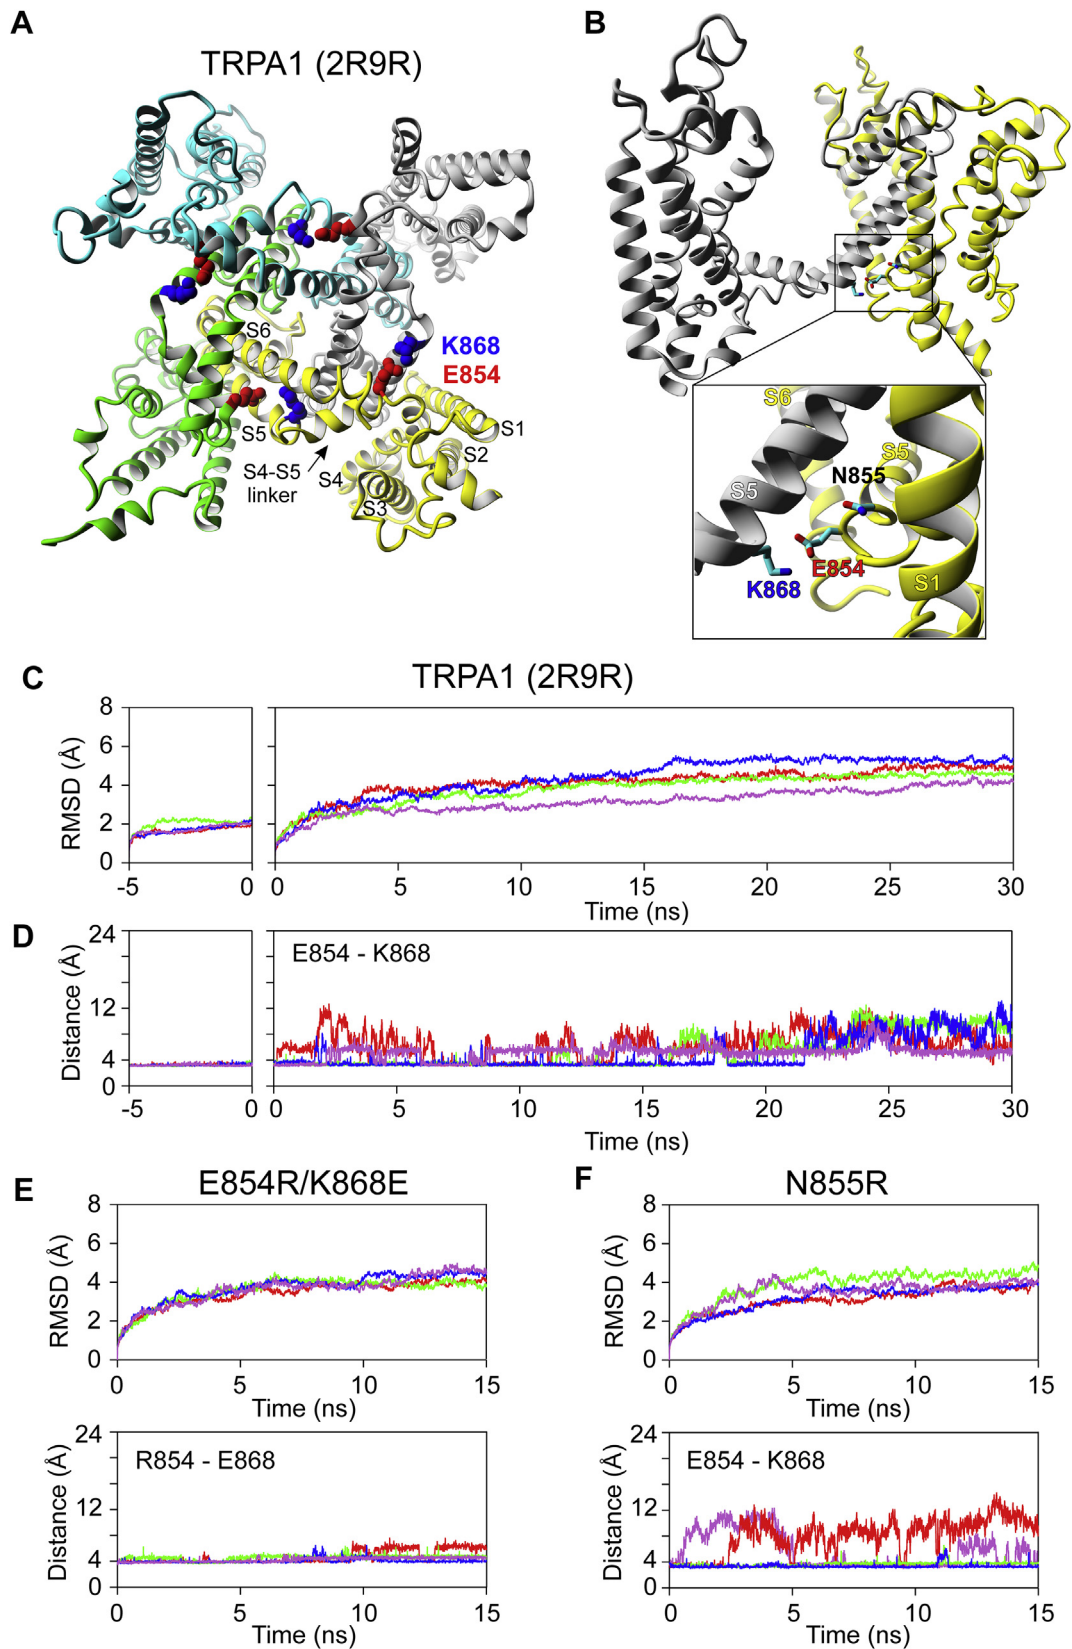 A
B
TRPA1 (2R9R)
S6
K868
E854
S5
S1
S4-S5
linker
S4
S2
S3
S6
S5
N855
S5
E854
K868
S1
C
TRPA1 (2R9R)
RMSD (Å)
8
6
4
2
0
-5
0
0
5
10
15
20
25
30
Time (ns)
D
Distance (Å)
24
12
4
0
E854 - K868
-5
0
0
5
10
15
20
25
30
Time (ns)
E
E854R/K868E
RMSD (Å)
8
6
4
2
0
0
5
10
15
Time (ns)
Distance (Å)
24
12
4
0
R854 - E868
0
5
10
15
Time (ns)
F
N855R
RMSD (Å)
8
6
4
2
0
0
5
10
15
Time (ns)
Distance (Å)
24
12
4
0
E854 - K868
0
5
10
15
Time (ns)